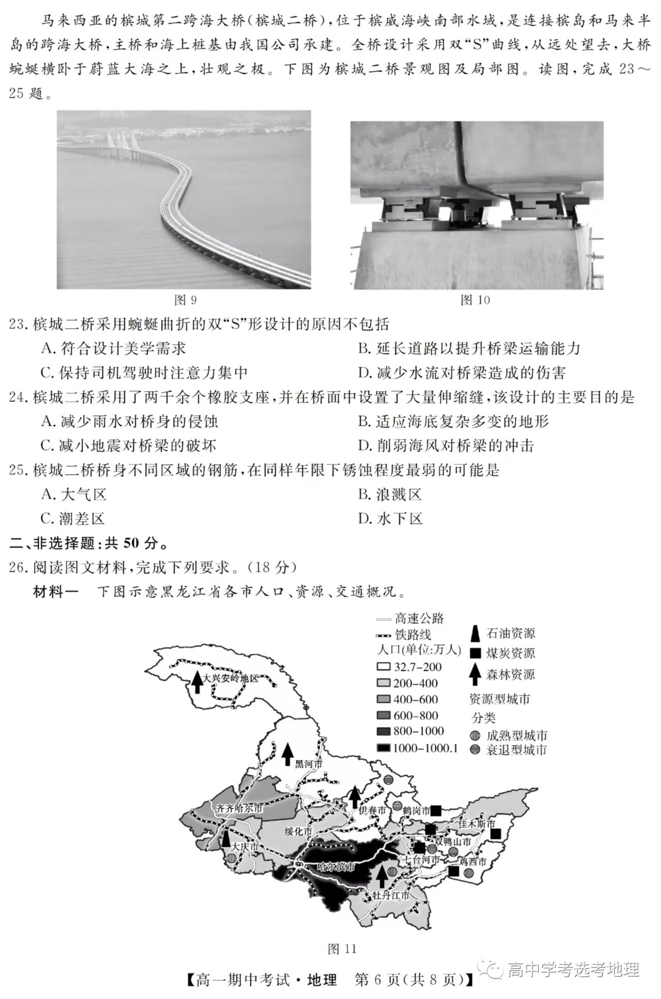 马来西亚的槟城第二跨海大桥(槟城二桥),位于槟威海峡南部水域,是连接槟岛和马来半
岛的跨海大桥,主桥和海上桩基由我国公司承建。全桥设计采用双“S”曲线,从远处望去,大桥
蜿蜒横卧于蔚蓝大海之上,壮观之极。下图为槟城二桥景观图及局部图。读图,完成 23～
25 题。
图 9
图 10
23. 槟城二桥采用蜿蜒曲折的双“S”形设计的原因不包括
A. 符合设计美学需求
B. 延长道路以提升桥梁运输能力
C. 保持司机驾驶时注意力集中
D. 减少水流对桥梁造成的伤害
24. 槟城二桥采用了两千余个橡胶支座,并在桥面中设置了大量伸缩缝,该设计的主要目的是
A. 减少雨水对桥身的侵蚀
B. 适应海底复杂多变的地形
C. 减小地震对桥梁的破坏
D. 削弱海风对桥梁的冲击
25. 槟城二桥桥身不同区域的钢筋,在同样年限下锈蚀程度最弱的可能是
A. 大气区
B. 浪溅区
C. 潮差区
D. 水下区
二、非选择题:共 50 分。
26. 阅读图文材料,完成下列要求。(18 分)
材料一 下图示意黑龙江省各市人口、资源、交通概况。
高速公路
铁路线
人口(单位:万人)
32.7-200
200-400
400-600
600-800
800-1000
1000-1000.1
石油资源
煤炭资源
森林资源
资源型城市
分类
成熟型城市
衰退型城市
大兴安岭地区
黑河市
齐齐哈尔市
伊春市
鹤岗市
绥化市
佳木斯市
大庆市
双鸭山市
哈尔滨市
七台河市
鸡西市
牡丹江市
图 11
【高一期中考试·地理 第 6 页(共 8 页)】
高中学考选考地理